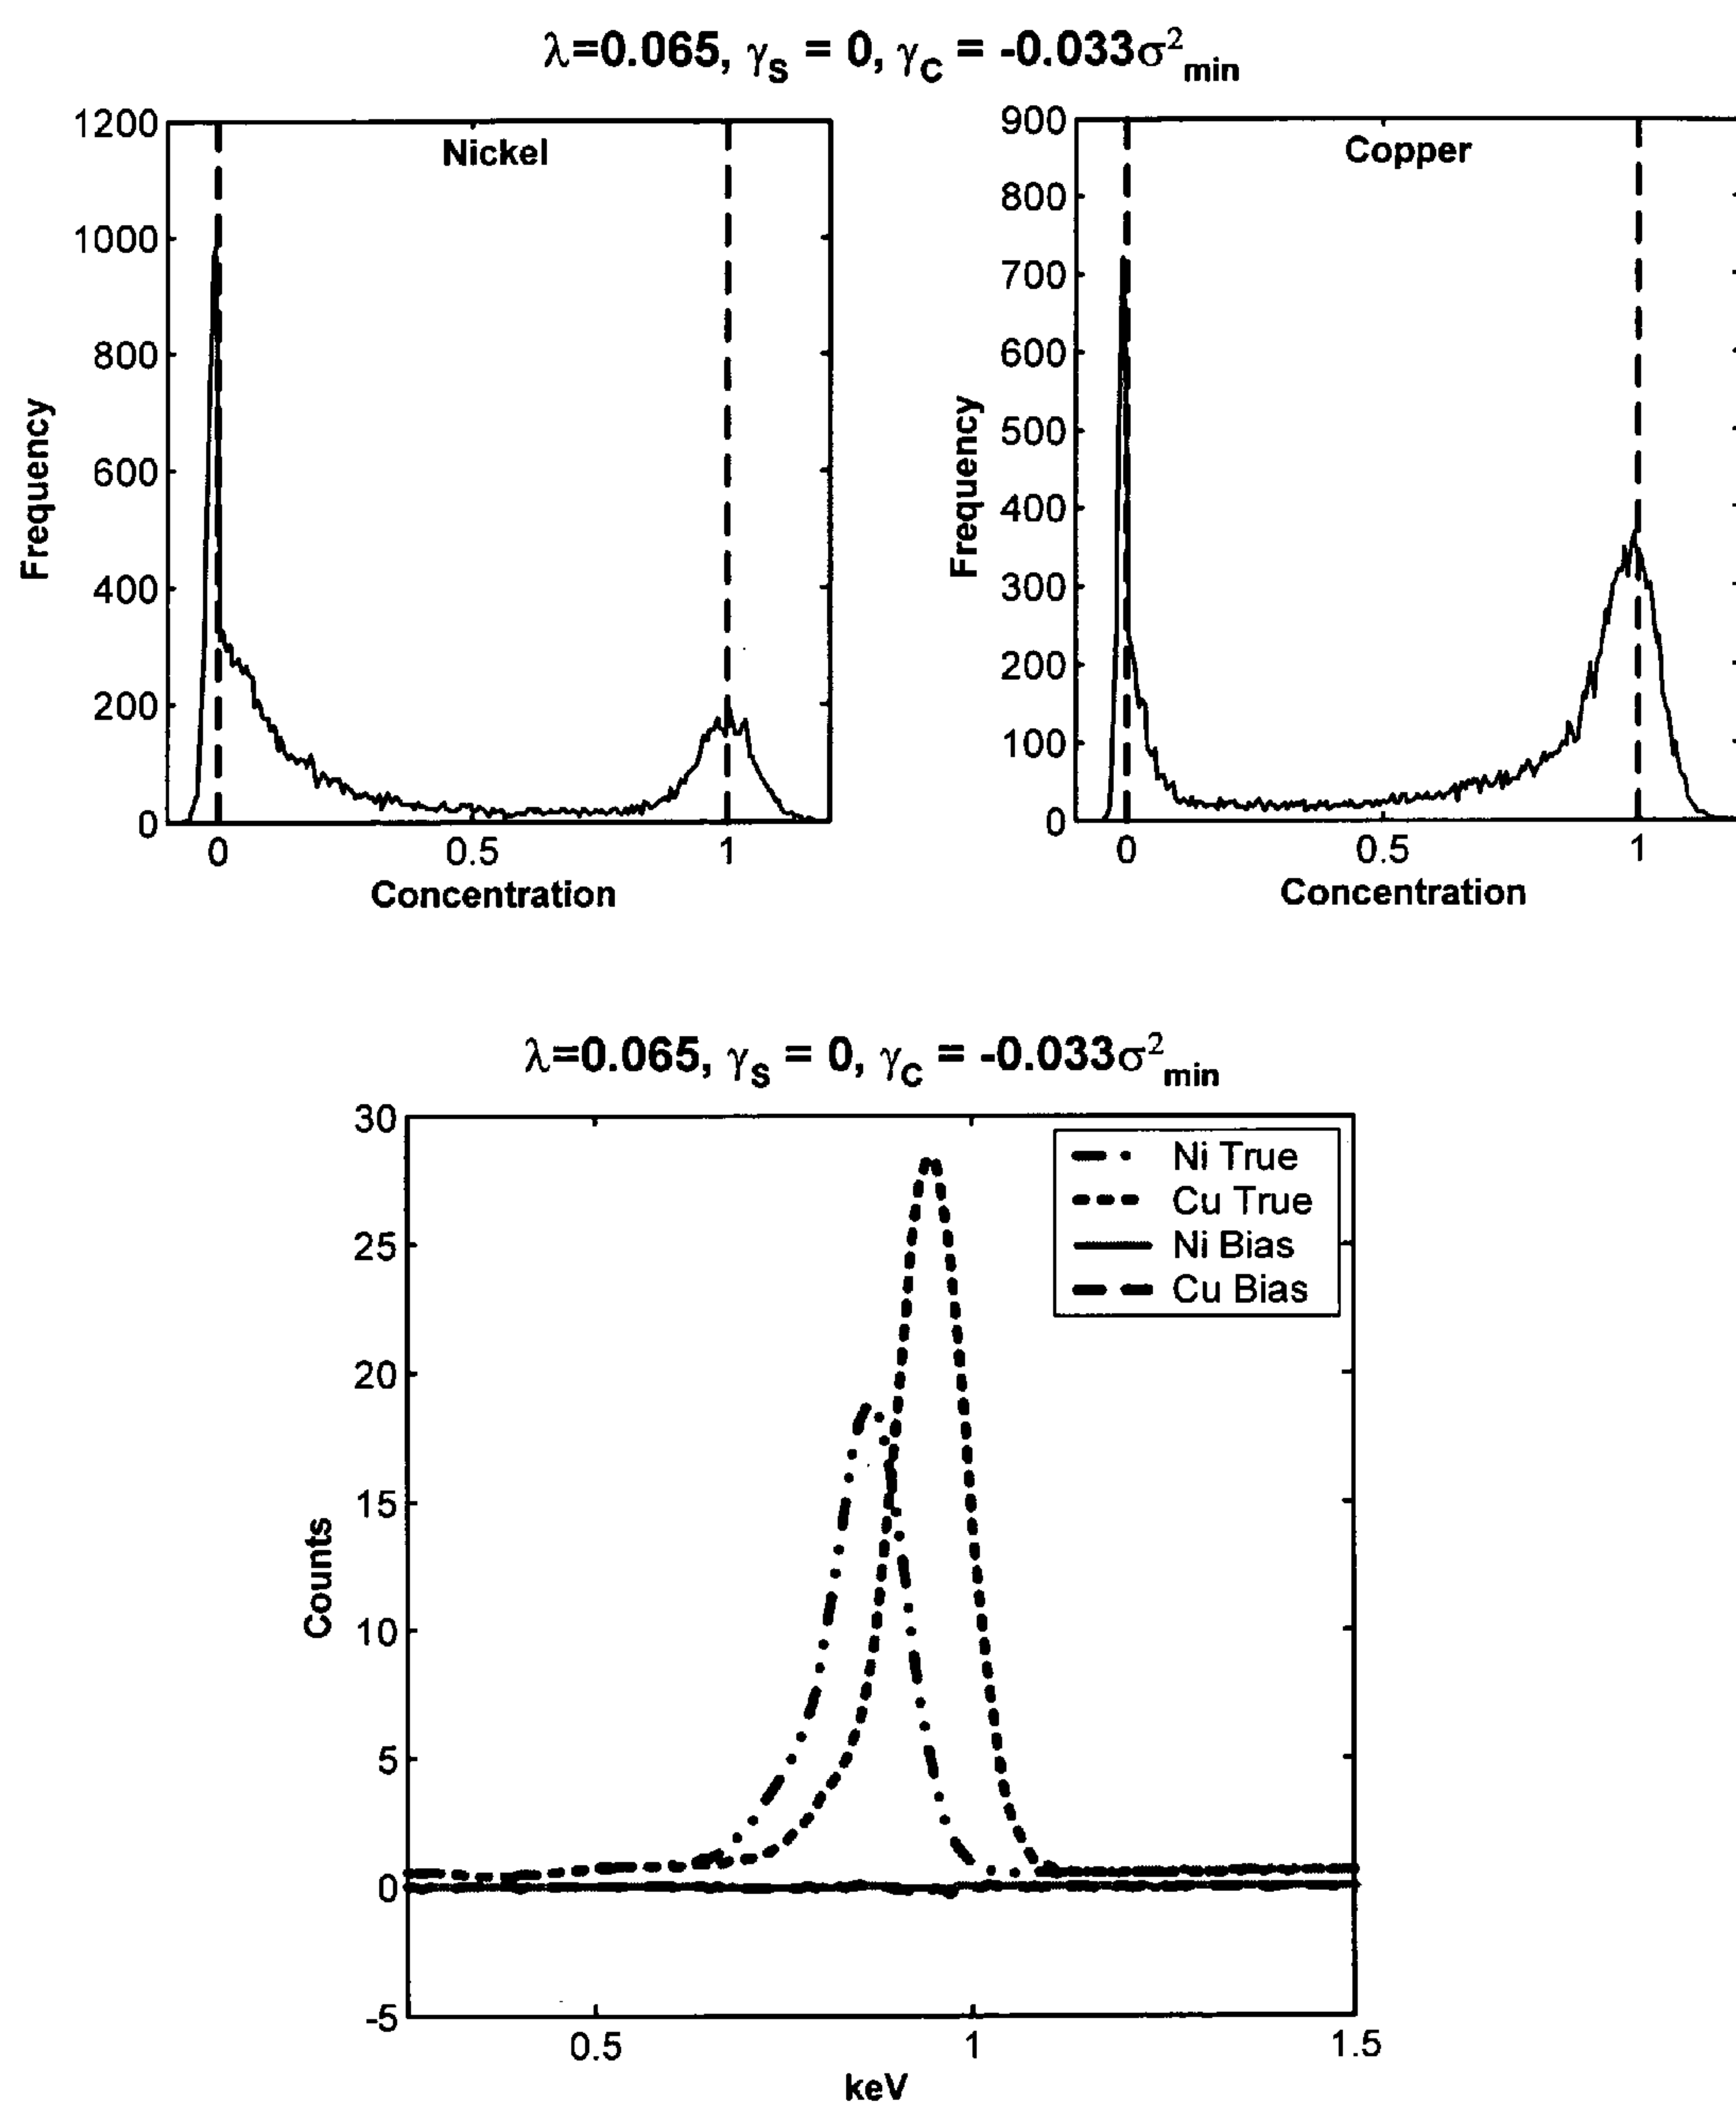 λ=0.065, γS = 0, γC = -0.033σ²min
Nickel
1200
1000
800
600
400
200
0
Frequency
0 0.5 1
Concentration
Copper
900
800
700
600
500
400
300
200
100
0
Frequency
0 0.5 1
Concentration
λ=0.065, γS = 0, γC = -0.033σ²min
30
25
20
15
10
5
0
-5
Counts
Ni True
Cu True
Ni Bias
Cu Bias
0.5 1 1.5
keV